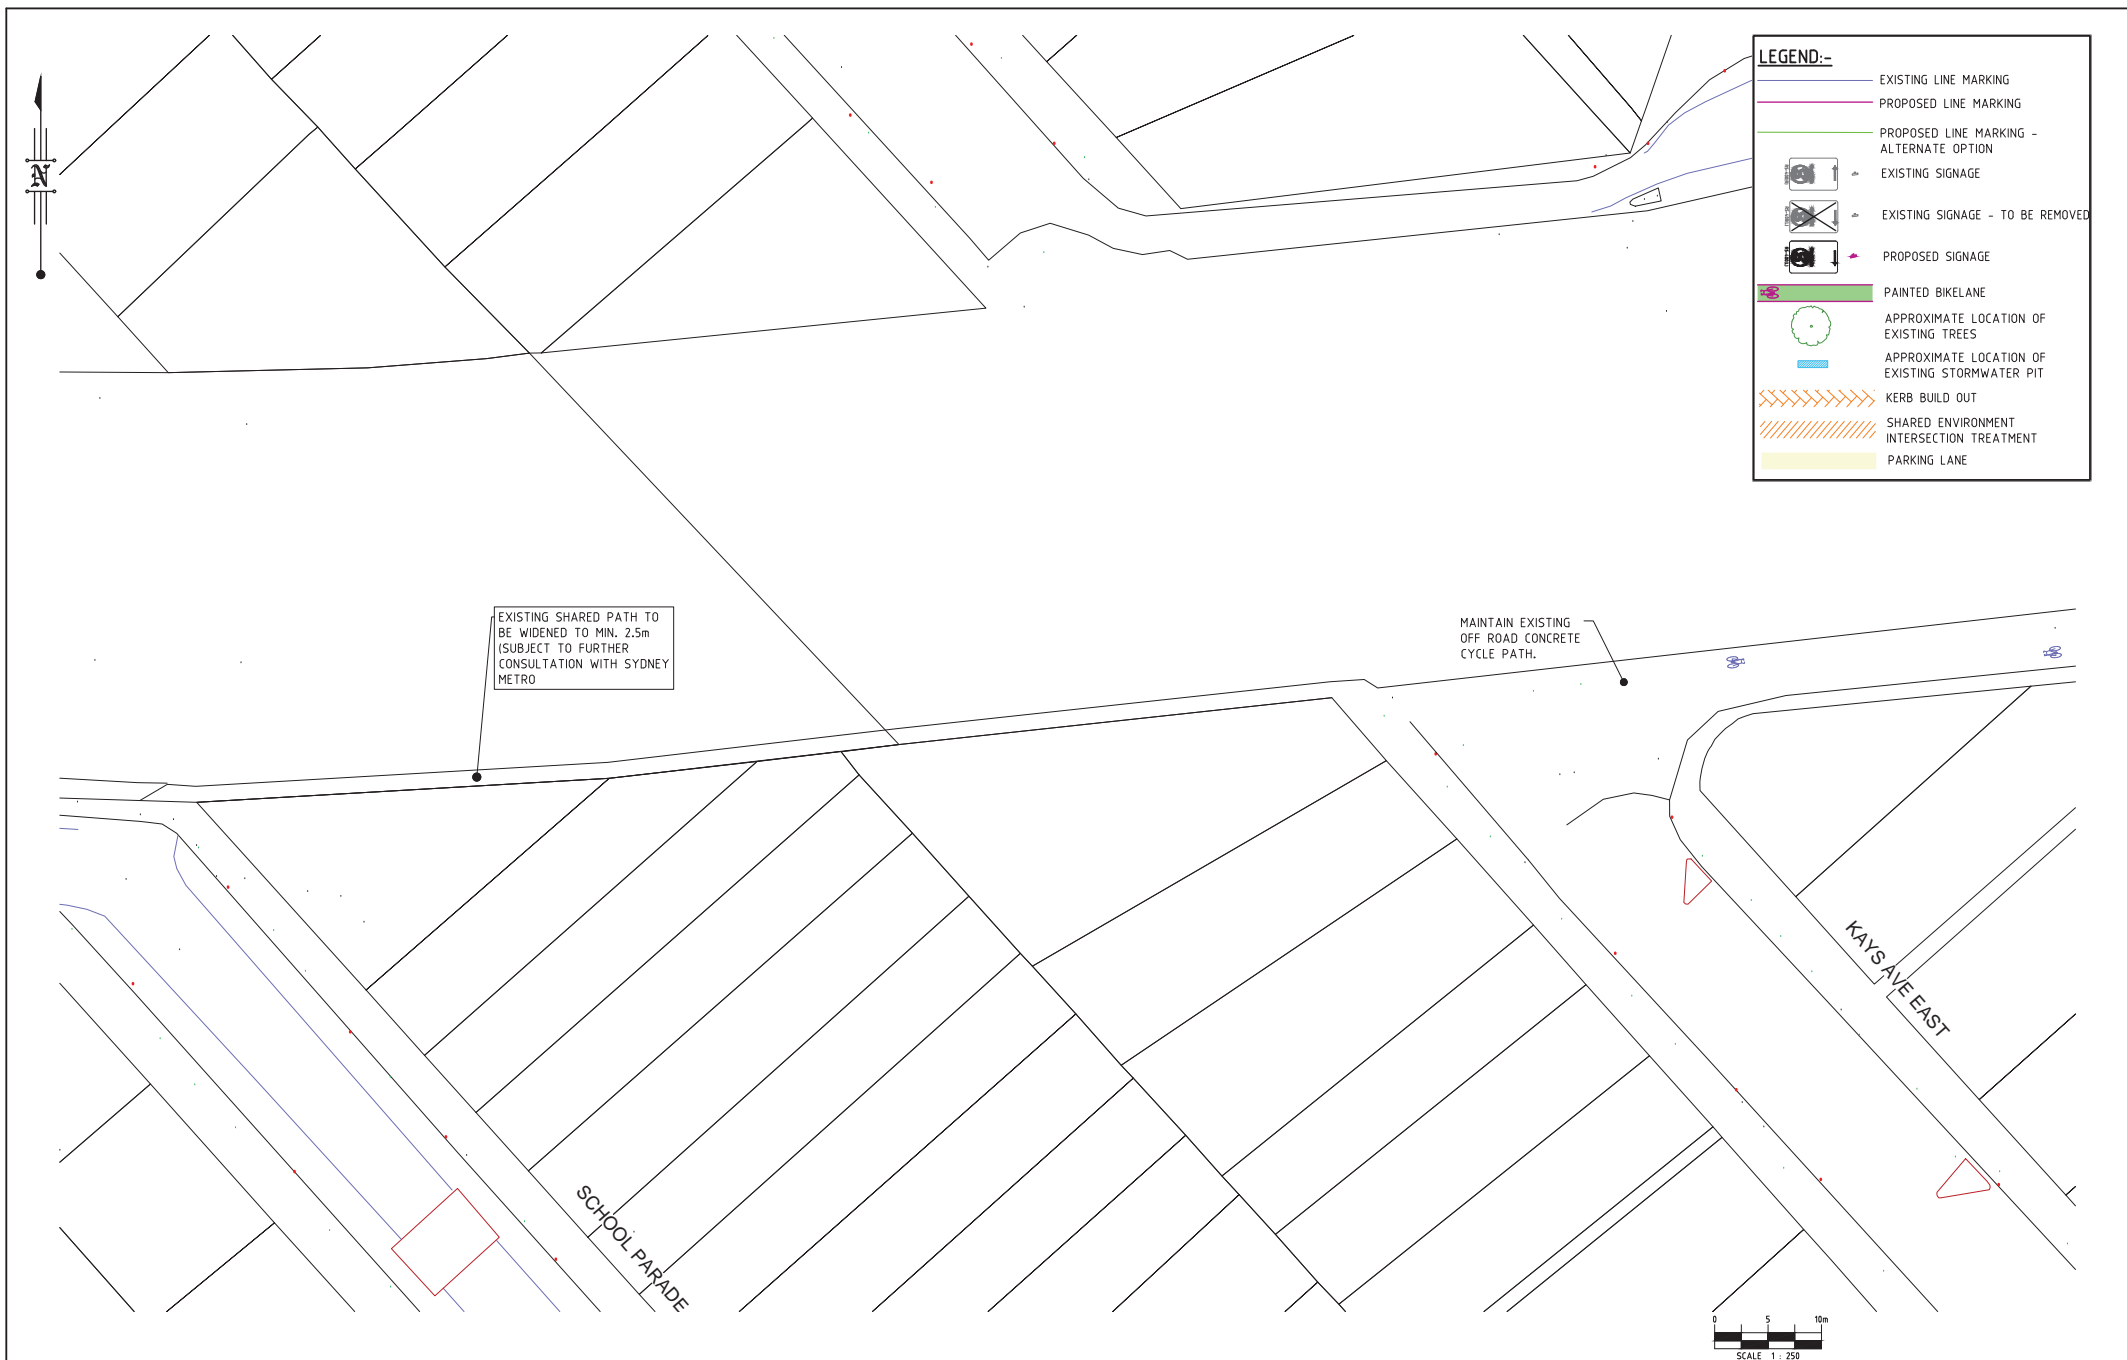 LEGEND:-
EXISTING LINE MARKING
PROPOSED LINE MARKING
PROPOSED LINE MARKING -
ALTERNATE OPTION
EXISTING SIGNAGE
EXISTING SIGNAGE - TO BE REMOVED
PROPOSED SIGNAGE
PAINTED BIKELANE
APPROXIMATE LOCATION OF
EXISTING TREES
APPROXIMATE LOCATION OF
EXISTING STORMWATER PIT
KERB BUILD OUT
SHARED ENVIRONMENT
INTERSECTION TREATMENT
PARKING LANE
N
EXISTING SHARED PATH TO
BE WIDENED TO MIN. 2.5m
(SUBJECT TO FURTHER
CONSULTATION WITH SYDNEY
METRO
MAINTAIN EXISTING
OFF ROAD CONCRETE
CYCLE PATH.
KAYS AVE EAST
SCHOOL PARADE
0 5 10m
SCALE 1 : 250